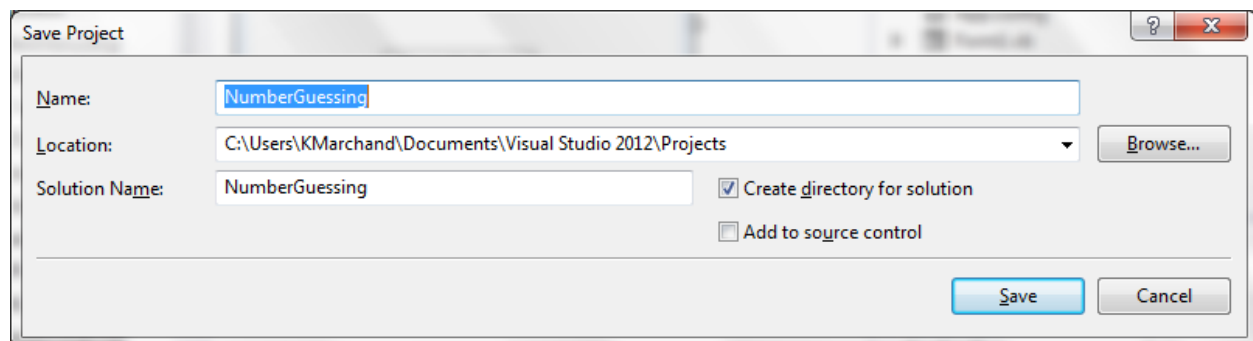 Save Project
Name: NumberGuessing
Location: C:\Users\KMarchand\Documents\Visual Studio 2012\Projects Browse...
Solution Name: NumberGuessing Create directory for solution
Add to source control
Save Cancel